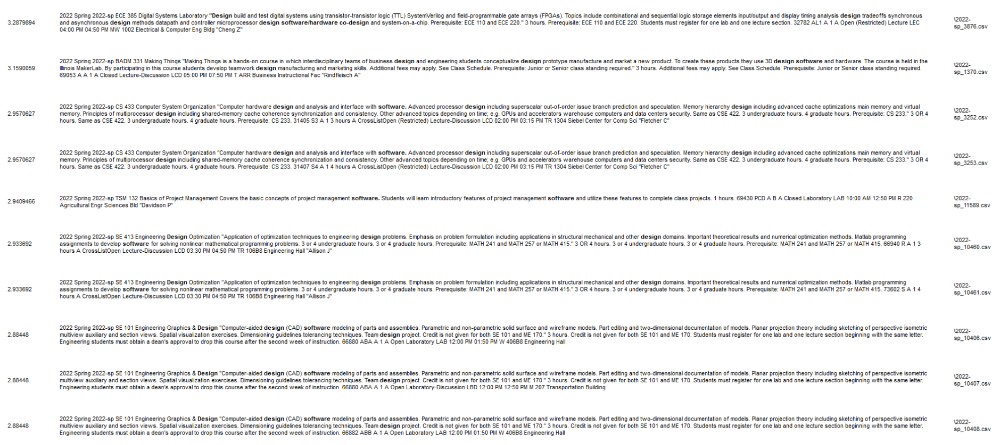 2022 Spring 2022-sp ECE 385 Digital Systems Laboratory "Design build and test digital systems using transistor-transistor logic (TTL) SystemVerilog and field-programmable gate arrays (FPGAs). Topics include combinational and sequential logic storage elements input/output and display timing analysis design tradeoffs synchronous
3.2879894
and asynchronous design methods datapath and controller microprocessor design software/hardware co-design and system-on-a-chip. Prerequisite: ECE 110 and ECE 220." 3 hours. Prerequisite: ECE 110 and ECE 220. Students must register for one lab and one lecture section. 32782 AL1 A 1 A Open (Restricted) Lecture LEC
04:00 PM 04:50 PM MW 1002 Electrical & Computer Eng Bldg "Cheng Z"
\2022-
sp_3876.csv
2022 Spring 2022-sp BADM 331 Making Things "Making Things is a hands-on course in which interdisciplinary teams of business design and engineering students conceptualize design prototype manufacture and market a new product. To create these products they use 3D design software and hardware. The course is held in the
3.1590059
Illinois MakerLab. By participating in this course students develop teamwork design manufacturing and marketing skills. Additional fees may apply. See Class Schedule. Prerequisite: Junior or Senior class standing required." 3 hours. Additional fees may apply. See Class Schedule. Prerequisite: Junior or Senior class standing required.
69053 A A 1 A Closed Lecture-Discussion LCD 05:00 PM 07:50 PM T ARR Business Instructional Fac "Rindfleisch A"
\2022-
sp_1370.csv
2022 Spring 2022-sp CS 433 Computer System Organization "Computer hardware design and analysis and interface with software. Advanced processor design including superscalar out-of-order issue branch prediction and speculation. Memory hierarchy design including advanced cache optimizations main memory and virtual
2.9570627
memory. Principles of multiprocessor design including shared-memory cache coherence synchronization and consistency. Other advanced topics depending on time; e.g. GPUs and accelerators warehouse computers and data centers security. Same as CSE 422. 3 undergraduate hours. 4 graduate hours. Prerequisite: CS 233." 3 OR 4
hours. Same as CSE 422. 3 undergraduate hours. 4 graduate hours. Prerequisite: CS 233. 31405 S3 A 1 3 hours A CrossListOpen (Restricted) Lecture-Discussion LCD 02:00 PM 03:15 PM TR 1304 Siebel Center for Comp Sci "Fletcher C"
\2022-
sp_3252.csv
2022 Spring 2022-sp CS 433 Computer System Organization "Computer hardware design and analysis and interface with software. Advanced processor design including superscalar out-of-order issue branch prediction and speculation. Memory hierarchy design including advanced cache optimizations main memory and virtual
2.9570627
memory. Principles of multiprocessor design including shared-memory cache coherence synchronization and consistency. Other advanced topics depending on time; e.g. GPUs and accelerators warehouse computers and data centers security. Same as CSE 422. 3 undergraduate hours. 4 graduate hours. Prerequisite: CS 233." 3 OR 4
hours. Same as CSE 422. 3 undergraduate hours. 4 graduate hours. Prerequisite: CS 233. 31407 S4 A 1 4 hours A CrossListOpen (Restricted) Lecture-Discussion LCD 02:00 PM 03:15 PM TR 1304 Siebel Center for Comp Sci "Fletcher C"
\2022-
sp_3253.csv
2022 Spring 2022-sp TSM 132 Basics of Project Management Covers the basic concepts of project management software. Students will learn introductory features of project management software and utilize these features to complete class projects. 1 hours. 69430 PCD A B A Closed Laboratory LAB 10:00 AM 12:50 PM R 220
2.9409466
Agricultural Engr Sciences Bld "Davidson P"
\2022-
sp_11589.csv
2022 Spring 2022-sp SE 413 Engineering Design Optimization "Application of optimization techniques to engineering design problems. Emphasis on problem formulation including applications in structural mechanical and other design domains. Important theoretical results and numerical optimization methods. Matlab programming
2.933692
assignments to develop software for solving nonlinear mathematical programming problems. 3 or 4 undergraduate hours. 3 or 4 graduate hours. Prerequisite: MATH 241 and MATH 257 or MATH 415." 3 OR 4 hours. 3 or 4 undergraduate hours. 3 or 4 graduate hours. Prerequisite: MATH 241 and MATH 257 or MATH 415. 66940 R A 1 3
hours A CrossListOpen Lecture-Discussion LCD 03:30 PM 04:50 PM TR 106B8 Engineering Hall "Allison J"
\2022-
sp_10460.csv
2022 Spring 2022-sp SE 413 Engineering Design Optimization "Application of optimization techniques to engineering design problems. Emphasis on problem formulation including applications in structural mechanical and other design domains. Important theoretical results and numerical optimization methods. Matlab programming
2.933692
assignments to develop software for solving nonlinear mathematical programming problems. 3 or 4 undergraduate hours. 3 or 4 graduate hours. Prerequisite: MATH 241 and MATH 257 or MATH 415." 3 OR 4 hours. 3 or 4 undergraduate hours. 3 or 4 graduate hours. Prerequisite: MATH 241 and MATH 257 or MATH 415. 73602 S A 1 4
hours A CrossListOpen Lecture-Discussion LCD 03:30 PM 04:50 PM TR 106B8 Engineering Hall "Allison J"
\2022-
sp_10461.csv
2022 Spring 2022-sp SE 101 Engineering Graphics & Design "Computer-aided design (CAD) software modeling of parts and assemblies. Parametric and non-parametric solid surface and wireframe models. Part editing and two-dimensional documentation of models. Planar projection theory including sketching of perspective isometric
2.88448
multiview auxiliary and section views. Spatial visualization exercises. Dimensioning guidelines tolerancing techniques. Team design project. Credit is not given for both SE 101 and ME 170." 3 hours. Credit is not given for both SE 101 and ME 170. Students must register for one lab and one lecture section beginning with the same letter.
Engineering students must obtain a dean's approval to drop this course after the second week of instruction. 66880 ABA A 1 A Open Laboratory LAB 12:00 PM 01:50 PM W 406B8 Engineering Hall
\2022-
sp_10406.csv
2022 Spring 2022-sp SE 101 Engineering Graphics & Design "Computer-aided design (CAD) software modeling of parts and assemblies. Parametric and non-parametric solid surface and wireframe models. Part editing and two-dimensional documentation of models. Planar projection theory including sketching of perspective isometric
2.88448
multiview auxiliary and section views. Spatial visualization exercises. Dimensioning guidelines tolerancing techniques. Team design project. Credit is not given for both SE 101 and ME 170." 3 hours. Credit is not given for both SE 101 and ME 170. Students must register for one lab and one lecture section beginning with the same letter.
Engineering students must obtain a dean's approval to drop this course after the second week of instruction. 66880 ABA A 1 A Open Laboratory-Discussion LBD 12:00 PM 12:50 PM M 207 Transportation Building
\2022-
sp_10407.csv
2022 Spring 2022-sp SE 101 Engineering Graphics & Design "Computer-aided design (CAD) software modeling of parts and assemblies. Parametric and non-parametric solid surface and wireframe models. Part editing and two-dimensional documentation of models. Planar projection theory including sketching of perspective isometric
2.88448
multiview auxiliary and section views. Spatial visualization exercises. Dimensioning guidelines tolerancing techniques. Team design project. Credit is not given for both SE 101 and ME 170." 3 hours. Credit is not given for both SE 101 and ME 170. Students must register for one lab and one lecture section beginning with the same letter.
Engineering students must obtain a dean's approval to drop this course after the second week of instruction. 66882 ABB A 1 A Open Laboratory LAB 12:00 PM 01:50 PM W 406B8 Engineering Hall
\2022-
sp_10408.csv